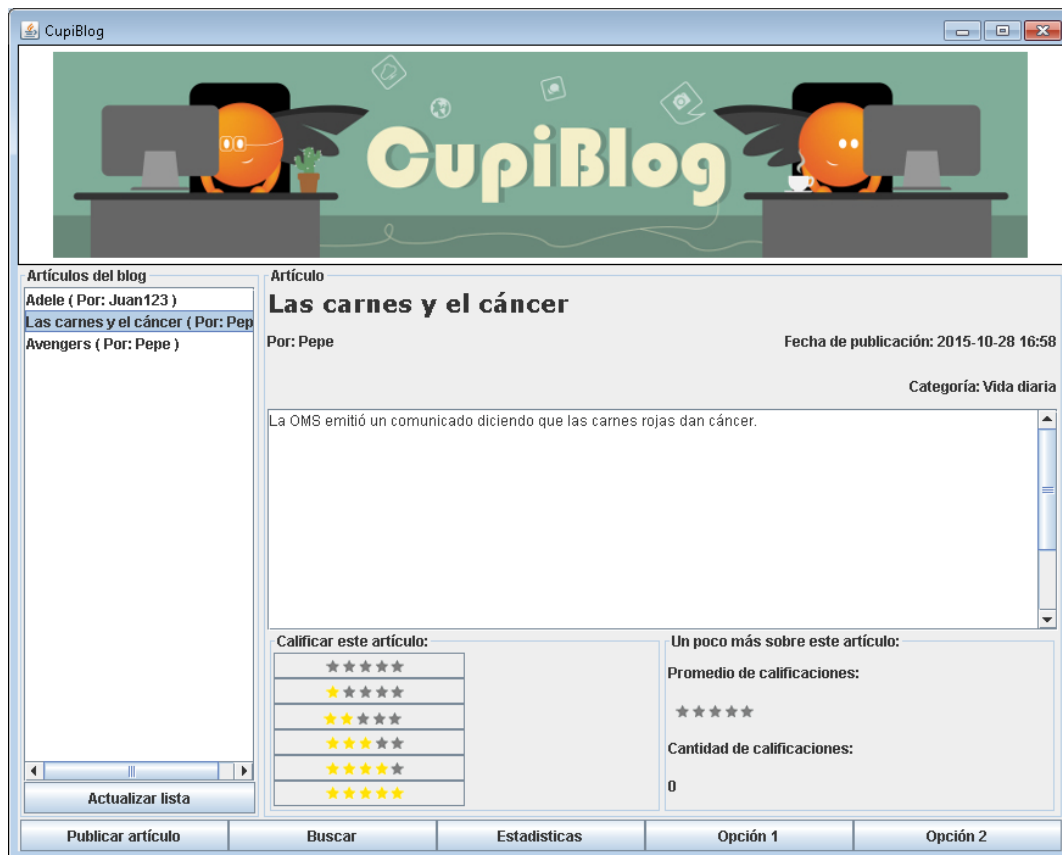 CupiBlog
CupiBlog
Artículos del blog
Adele ( Por: Juan123 )
Las carnes y el cáncer ( Por: Pep
Avengers ( Por: Pepe )
Actualizar lista
Artículo
Las carnes y el cáncer
Por: Pepe
Fecha de publicación: 2015-10-28 16:58
Categoría: Vida diaria
La OMS emitió un comunicado diciendo que las carnes rojas dan cáncer.
Calificar este artículo:
Un poco más sobre este artículo:
Promedio de calificaciones:
Cantidad de calificaciones:
0
Publicar artículo
Buscar
Estadisticas
Opción 1
Opción 2